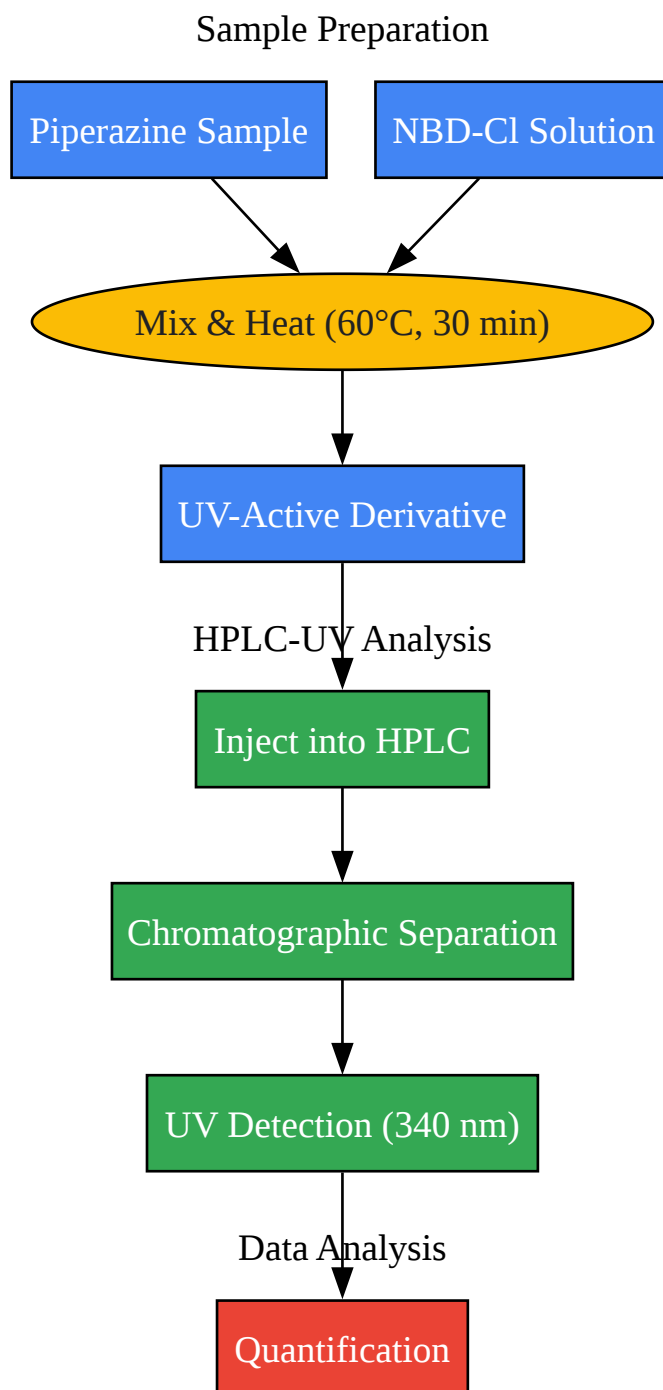 Sample Preparation
Piperazine Sample
NBD-Cl Solution
Mix & Heat (60°C, 30 min)
UV-Active Derivative
HPLC-UV Analysis
Inject into HPLC
Chromatographic Separation
UV Detection (340 nm)
Data Analysis
Quantification